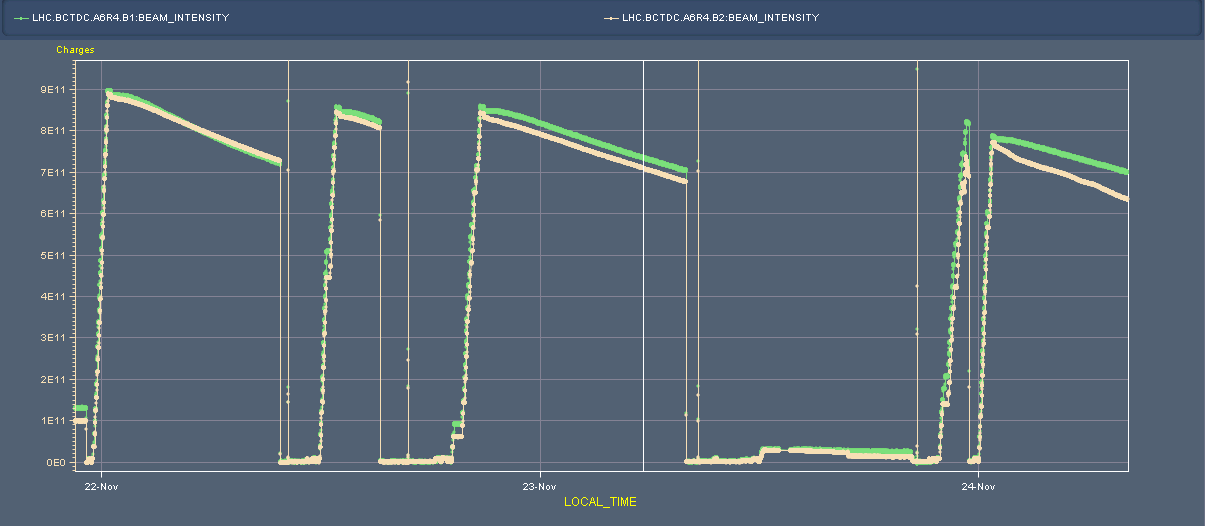 LHC.BCTDC.A6R4.B1:BEAM_INTENSITY LHC.BCTDC.A6R4.B2:BEAM_INTENSITY
Charges
9E11
8E11
7E11
6E11
5E11
4E11
3E11
2E11
1E11
0E0
22-Nov 23-Nov 24-Nov
LOCAL_TIME